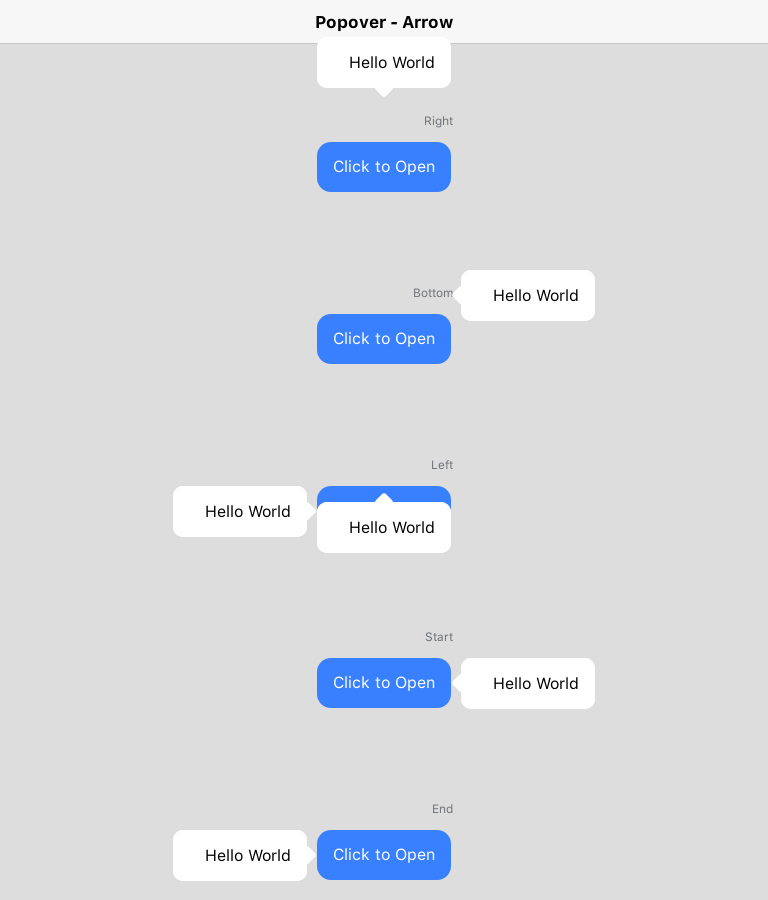 Popover - Arrow
Hello World
Right
Click to Open
Bottom
Hello World
Click to Open
Left
Hello World
Hello World
Start
Click to Open
Hello World
End
Hello World
Click to Open